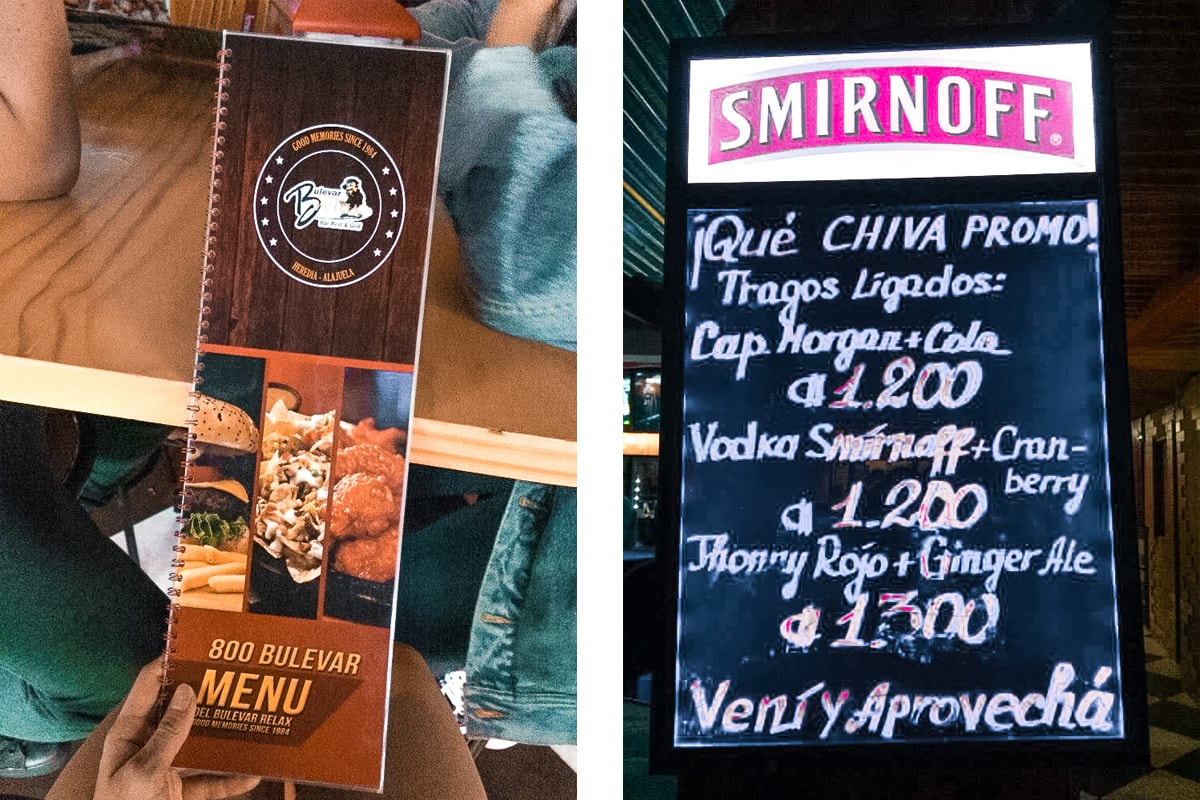 GOOD MEMORIES SINCE 1984
Bulevar
Bar Rest & Grill
HEREDIA - ALAJUELA
800 BULEVAR
MENU
DEL BULEVAR RELAX
GOOD MEMORIES SINCE 1984
SMIRNOFF®
¡Qué CHIVA PROMO!
Tragos Ligados:
Cap Morgan + Cola
₡ 1.200
Vodka Smirnoff + Cran-
berry
₡ 1.200
Jhonny Rojo + Ginger Ale
₡ 1.300
Vení y Aprovechá